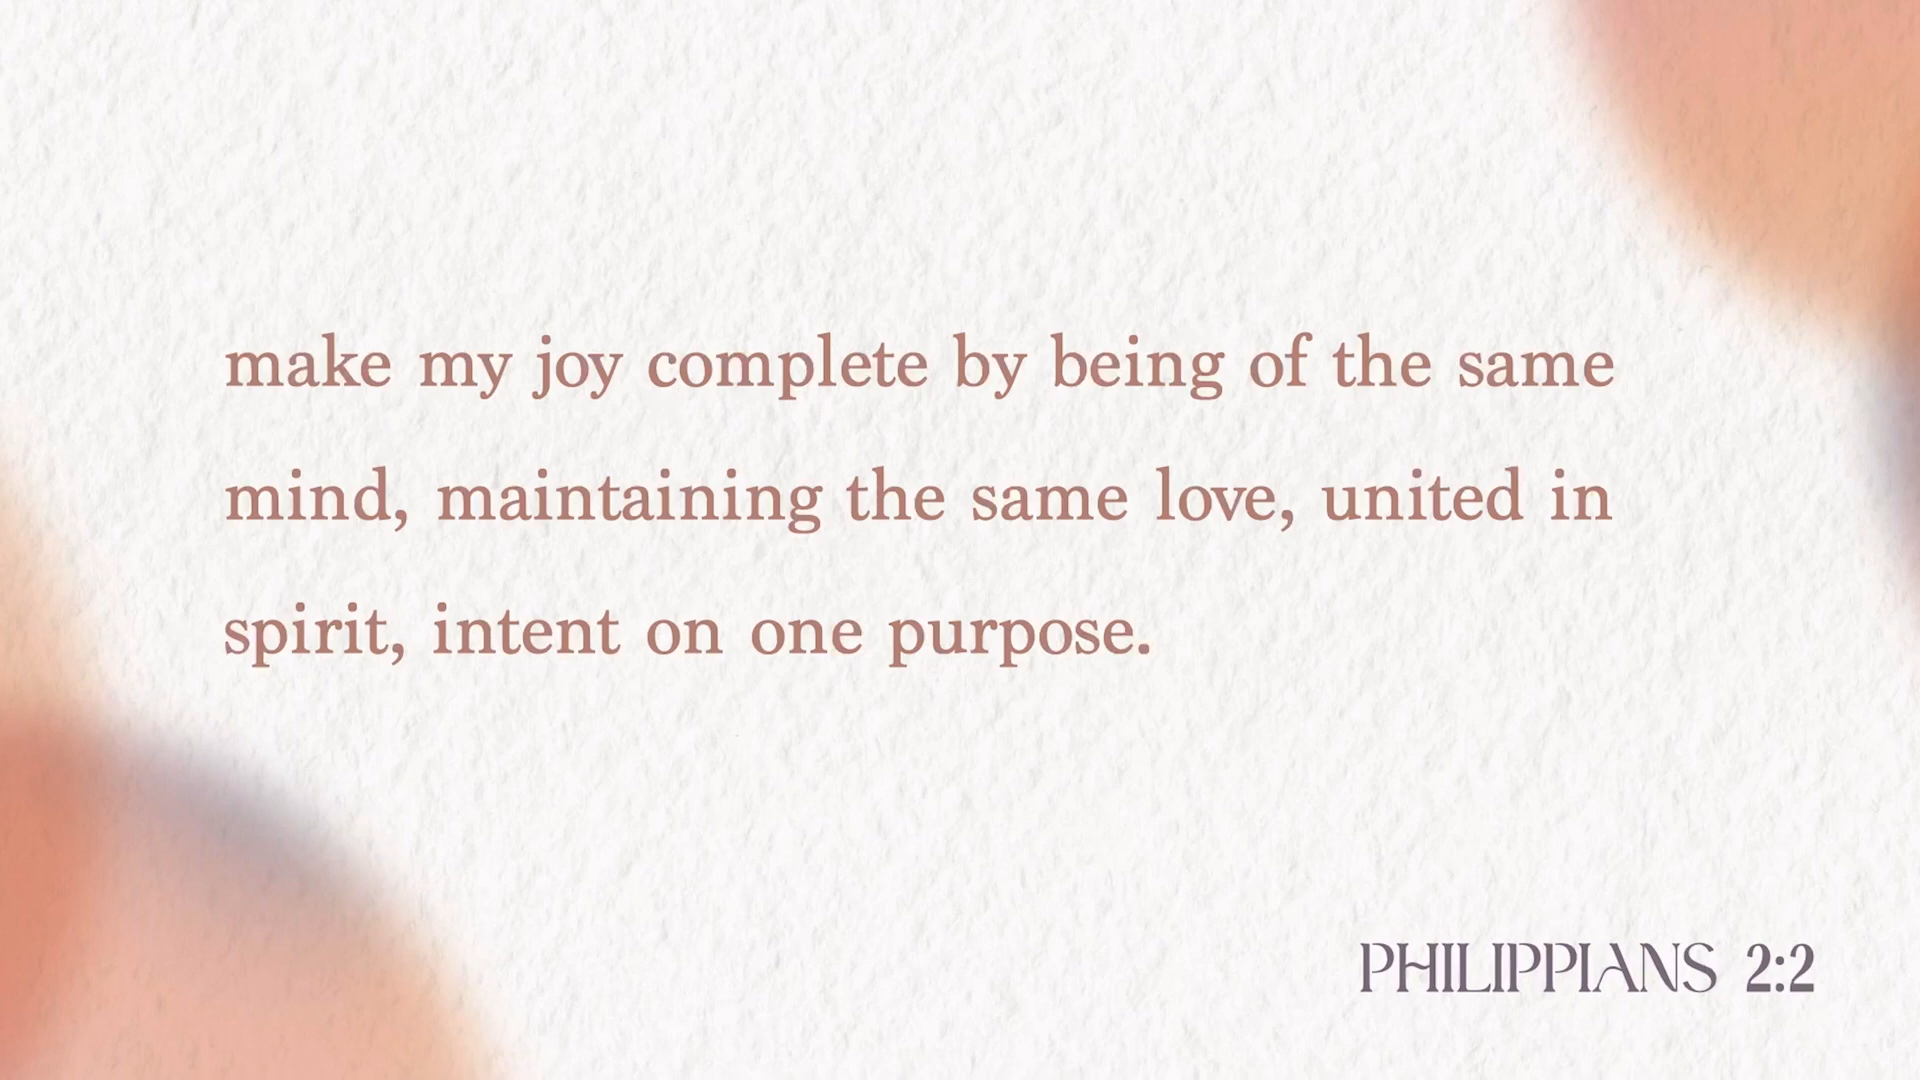 make my joy complete by being of the same
mind, maintaining the same love, united in
spirit, intent on one purpose.
PHILIPPIANS 2:2